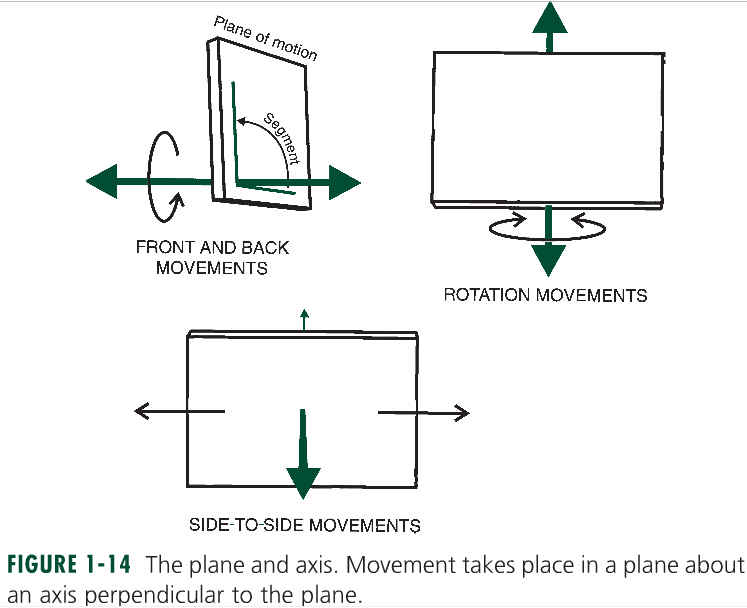 Plane of motion
Segment
FRONT AND BACK
MOVEMENTS
ROTATION MOVEMENTS
SIDE-TO-SIDE MOVEMENTS
FIGURE 1-14 The plane and axis. Movement takes place in a plane about
an axis perpendicular to the plane.